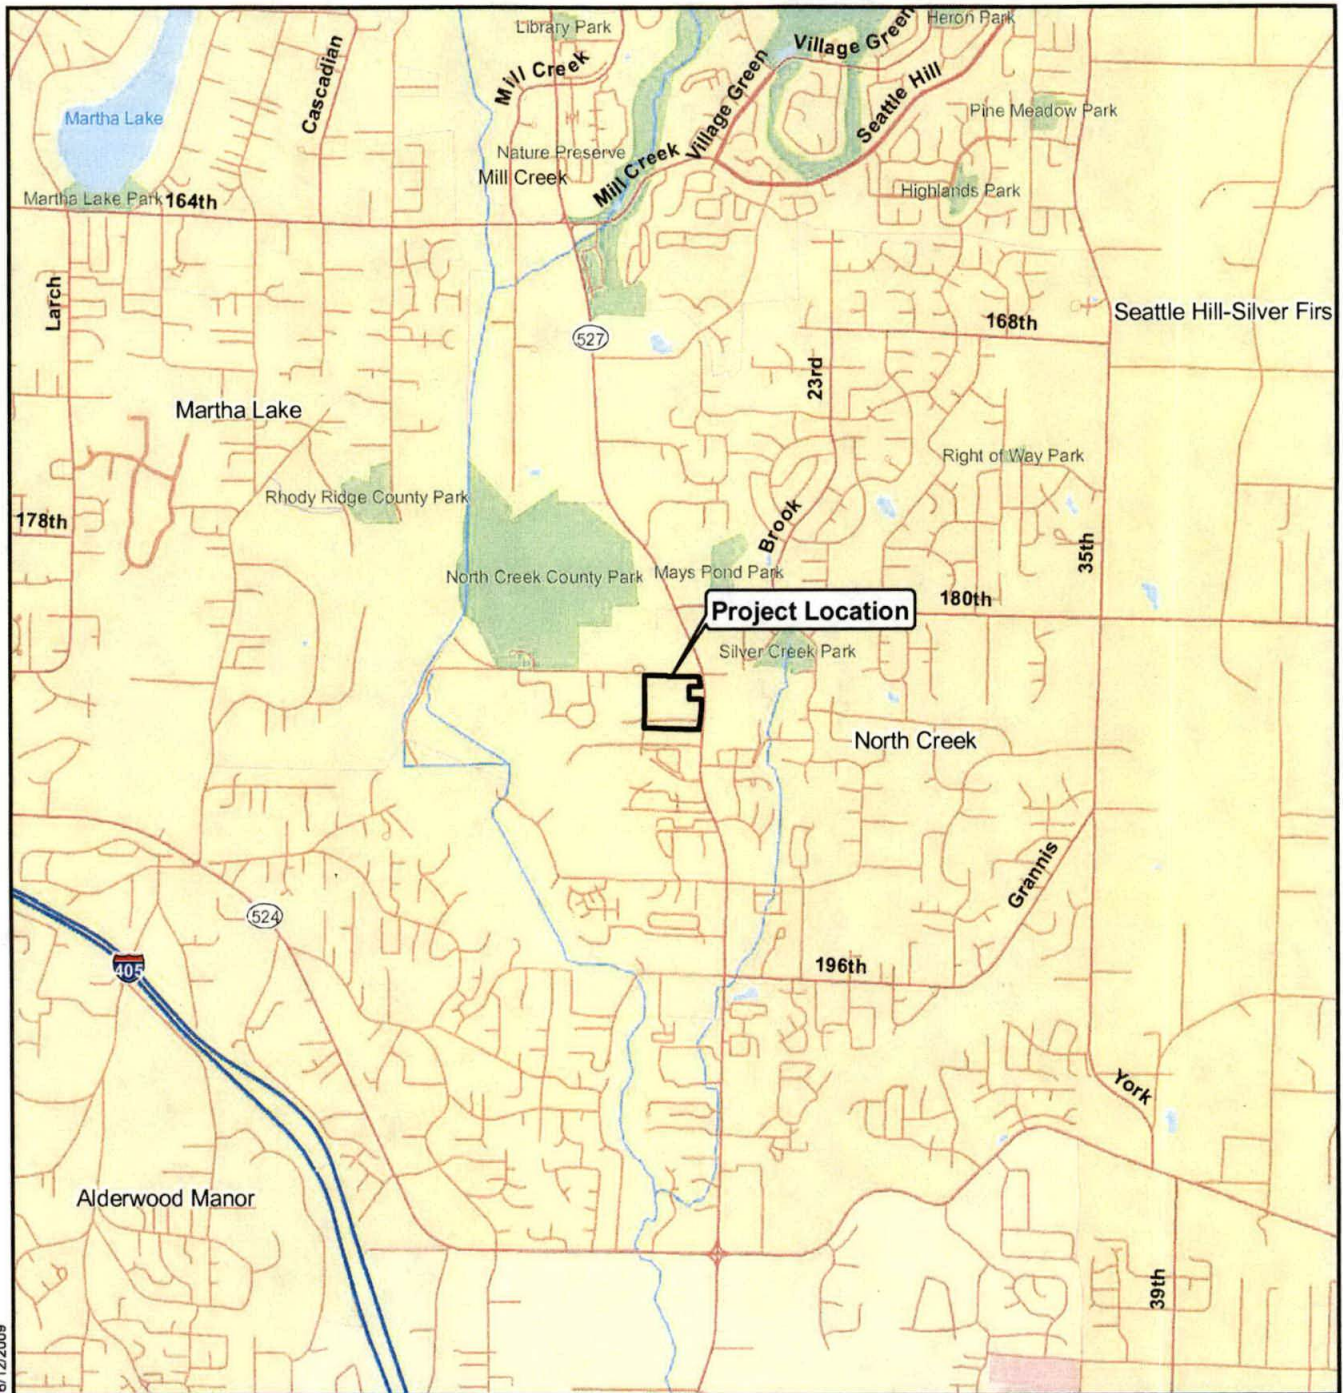 Library Park
Heron Park
Village Green
Mill Creek
Cascadian
Village Green
Seattle Hill
Martha Lake
Pine Meadow Park
Nature Preserve
Mill Creek
Mill Creek
Highlands Park
Martha Lake Park
164th
Larch
Seattle Hill-Silver Firs
168th
527
23rd
Martha Lake
Right of Way Park
Rhody Ridge County Park
178th
Brook
35th
North Creek County Park
Mays Pond Park
180th
Project Location
Silver Creek Park
North Creek
Grannis
524
405
196th
York
Alderwood Manor
39th